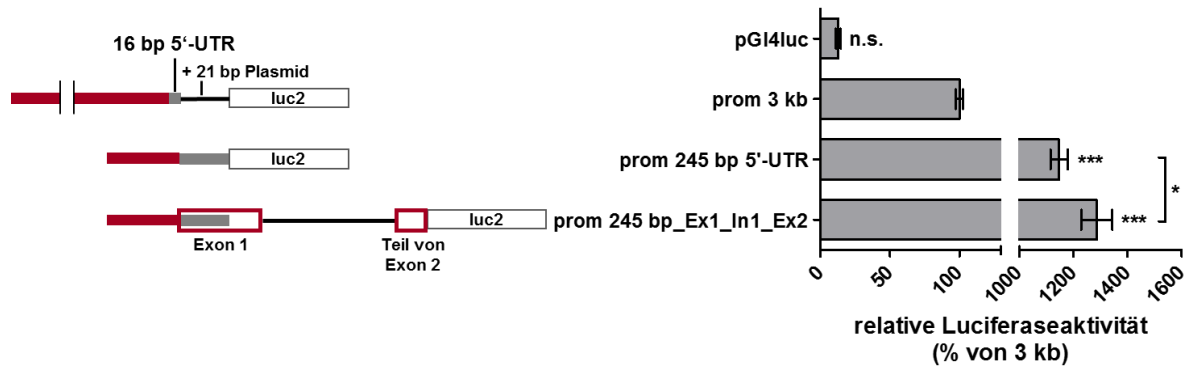 16 bp 5‘-UTR
+ 21 bp Plasmid
luc2
luc2
luc2
Exon 1
Teil von
Exon 2
pGl4luc
n.s.
prom 3 kb
prom 245 bp 5'-UTR
***
*
prom 245 bp_Ex1_In1_Ex2
***
0
50
100
1000
1200
1400
1600
relative Luciferaseaktivität
(% von 3 kb)